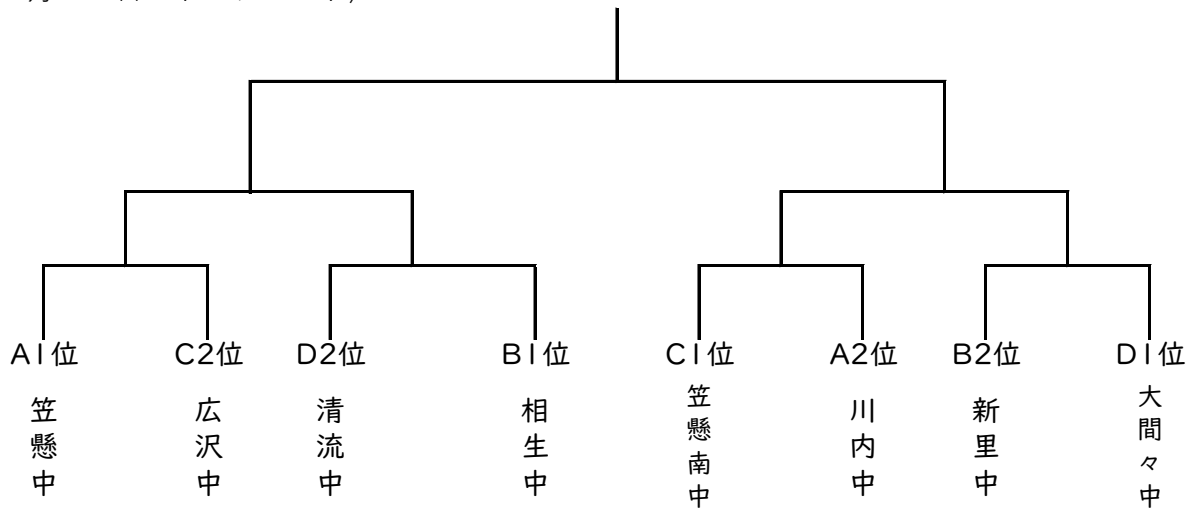 A1位 C2位 D2位 B1位 C1位 A2位 B2位 D1位
笠懸中 広沢中 清流中 相生中 笠懸南中 川内中 新里中 大間々中